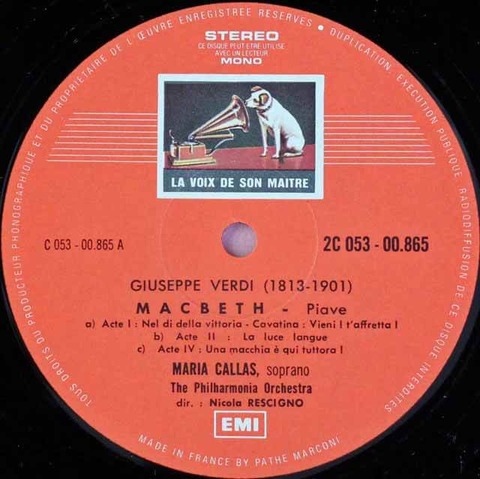 TOUS DROITS DU PRODUCTEUR PHONOGRAPHIQUE ET DU PROPRIETAIRE DE L'ŒUVRE ENREGISTREE RESERVES • DUPLICATION EXECUTION PUBLIQUE RADIODIFFUSION DE CE DISQUE INTERDITES
STEREO
CE DISQUE PEUT ETRE UTILISE
AVEC UN LECTEUR
MONO
LA VOIX DE SON MAITRE
C 053 - 00.865 A
2C 053 - 00.865
GIUSEPPE VERDI (1813-1901)
MACBETH - Piave
a) Acte I : Nel di della vittoria - Cavatina : Vieni ! t'affretta !
b) Acte II : La luce langue
c) Acte IV : Una macchia è qui tuttora !
MARIA CALLAS, soprano
The Philharmonia Orchestra
dir. : Nicola RESCIGNO
EMI
MADE IN FRANCE BY PATHE MARCONI